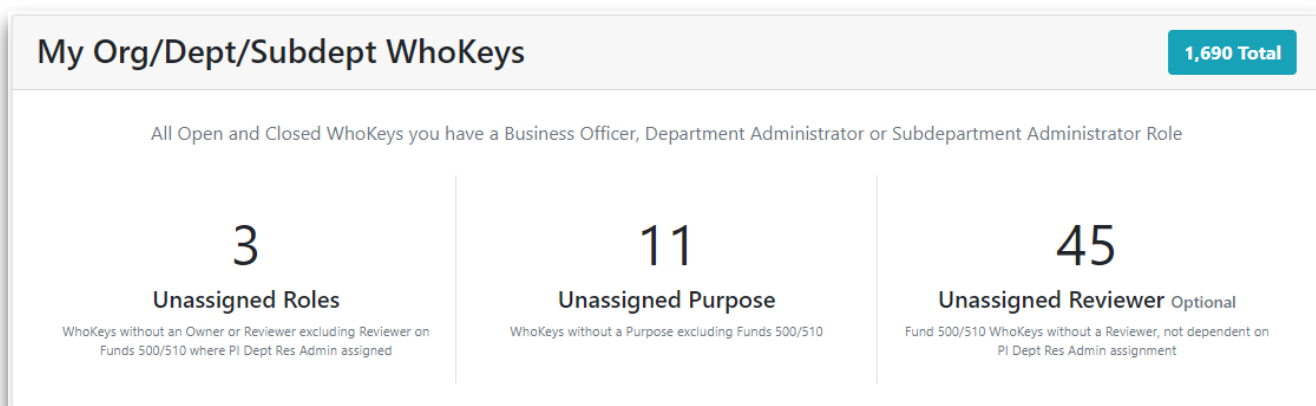 My Org/Dept/Subdept WhoKeys
1,690 Total
All Open and Closed WhoKeys you have a Business Officer, Department Administrator or Subdepartment Administrator Role
3
Unassigned Roles
WhoKeys without an Owner or Reviewer excluding Reviewer on
Funds 500/510 where PI Dept Res Admin assigned
11
Unassigned Purpose
WhoKeys without a Purpose excluding Funds 500/510
45
Unassigned Reviewer Optional
Fund 500/510 WhoKeys without a Reviewer, not dependent on
PI Dept Res Admin assignment